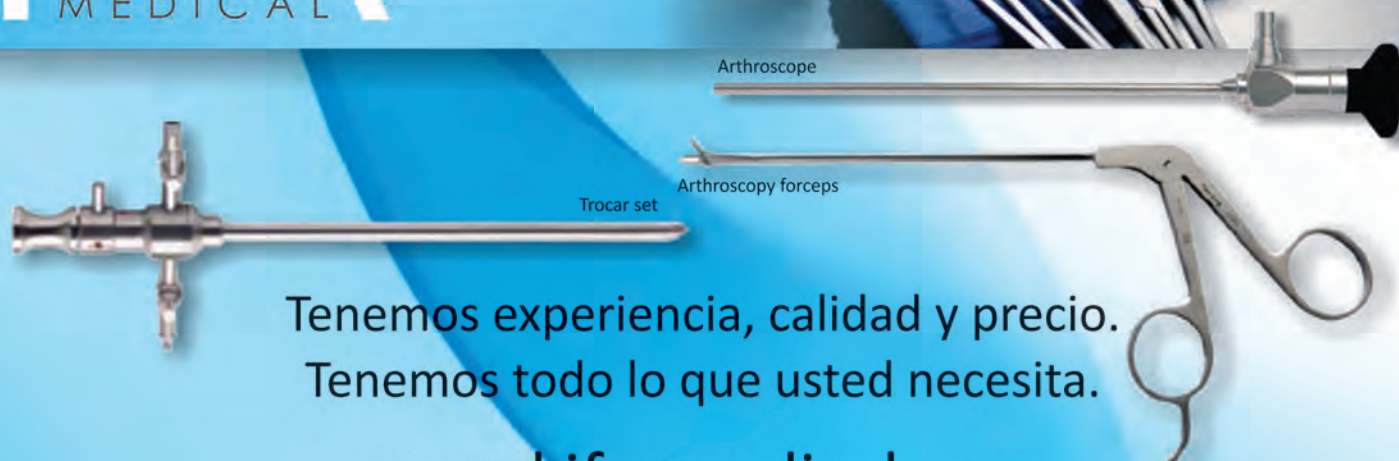 MEDICAL
Arthroscope
Arthroscopy forceps
Trocar set
Tenemos experiencia, calidad y precio.
Tenemos todo lo que usted necesita.